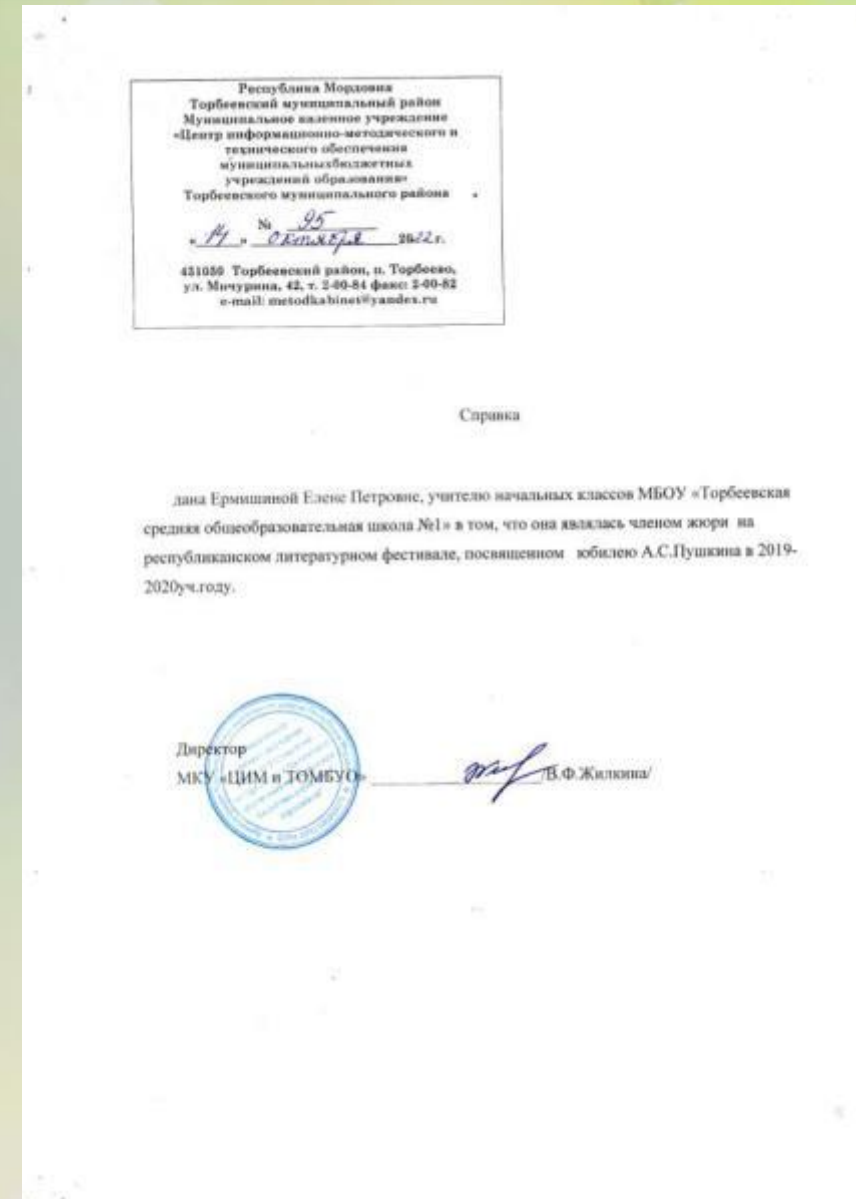 Республика Мордовия
Торбеевский муниципальный район
Муниципальное казенное учреждение
«Центр информационно-методического и
технического обеспечения
муниципальныхбюджетных
учреждений образования»
Торбеевского муниципального района
№ 95
« 14 » октября 2022 г.
431030 Торбеевский район, п. Торбеево,
ул. Мичурина, 42, т. 2-00-84 факс: 2-00-82
e-mail: metodkabinet@yandex.ru
Справка
дана Ермишиной Елене Петровне, учителю начальных классов МБОУ «Торбеевская
средняя общеобразовательная школа №1» в том, что она являлась членом жюри на
республиканском литературном фестивале, посвященном юбилею А.С.Пушкина в 2019-
2020уч.году.
Директор
МКУ «ЦИМ и ТОМБУО» /В.Ф.Жилкина/